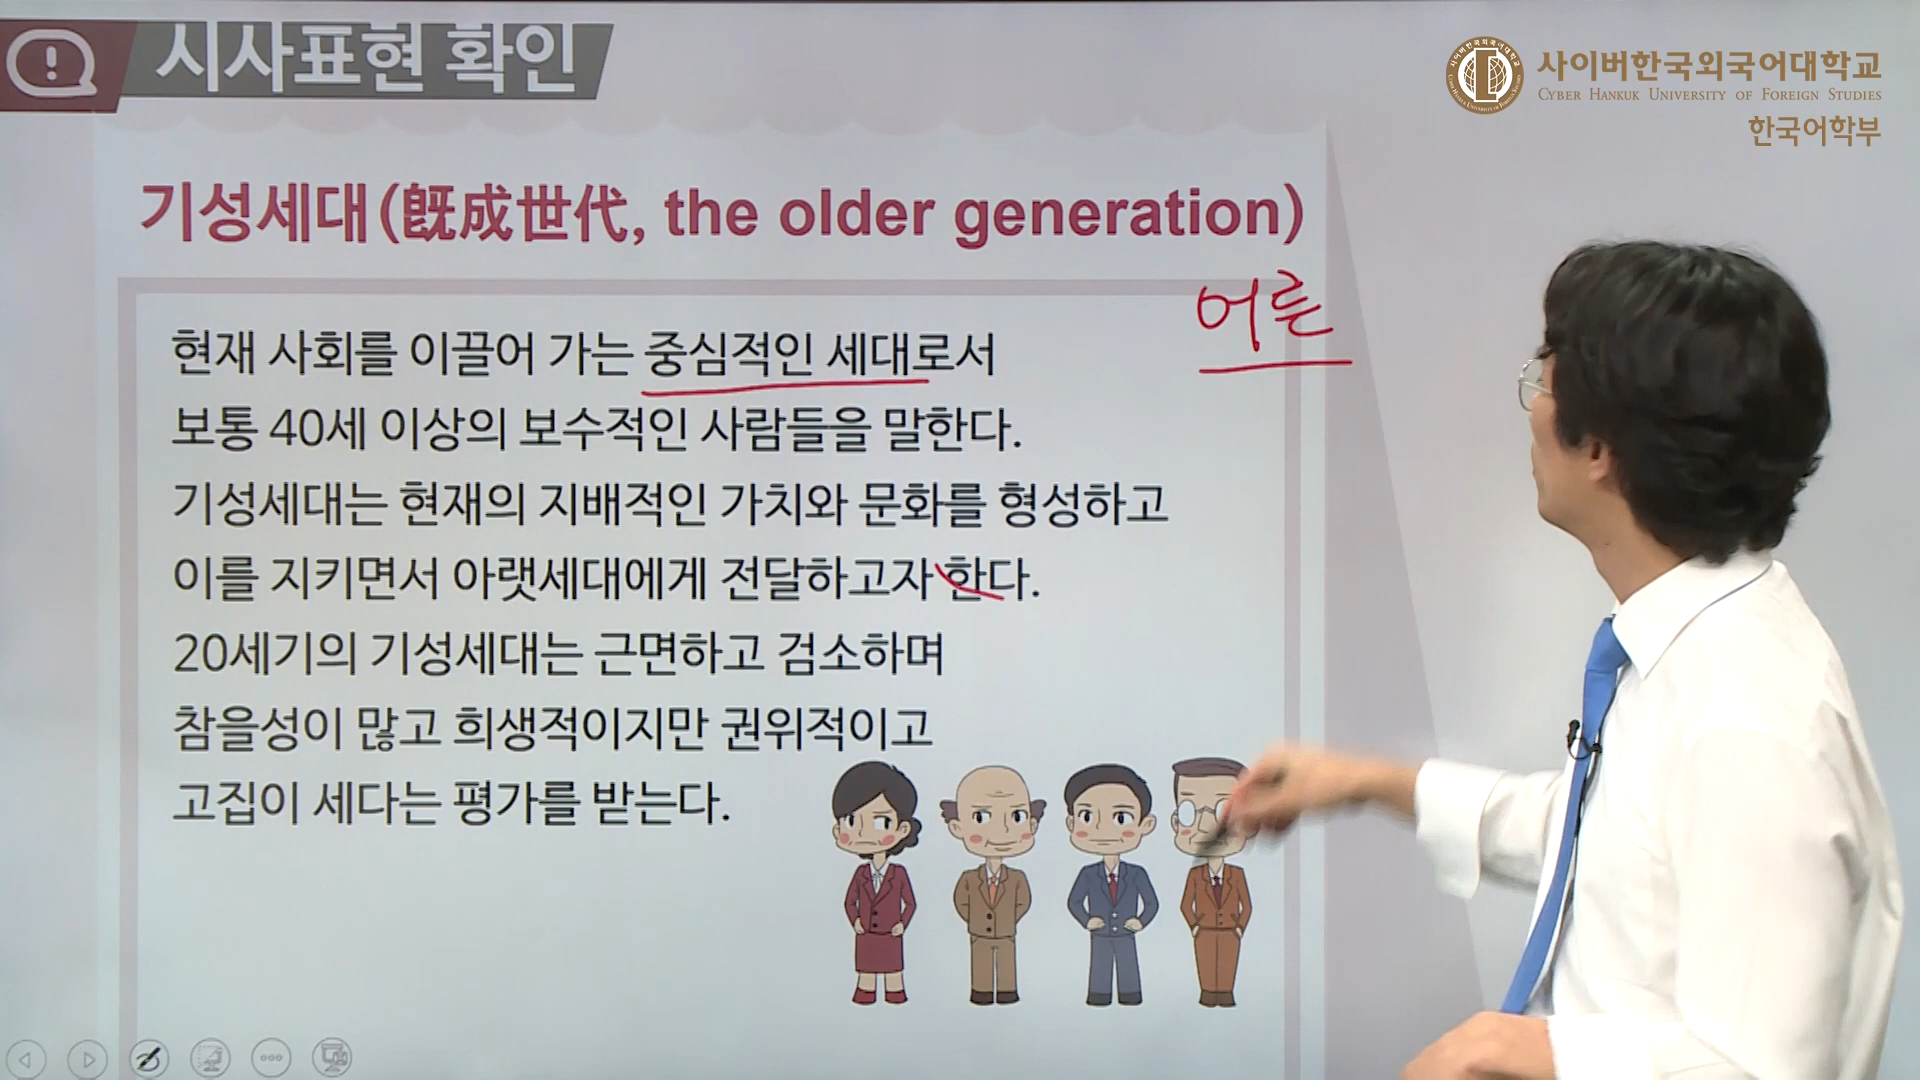 시사표현 확인
사이버한국외국어대학교
CYBER HANKUK UNIVERSITY OF FOREIGN STUDIES
한국어학부
기성세대(旣成世代, the older generation)
어른
현재 사회를 이끌어 가는 중심적인 세대로서
보통 40세 이상의 보수적인 사람들을 말한다.
기성세대는 현재의 지배적인 가치와 문화를 형성하고
이를 지키면서 아랫세대에게 전달하고자 한다.
20세기의 기성세대는 근면하고 검소하며
참을성이 많고 희생적이지만 권위적이고
고집이 세다는 평가를 받는다.